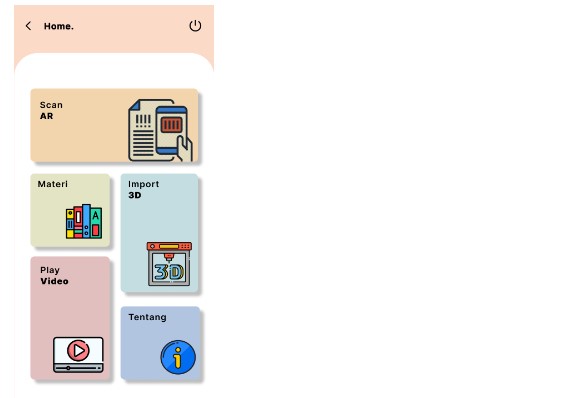 Home.
Scan
AR
Materi
A
Import
3D
3D
Play
Video
Tentang